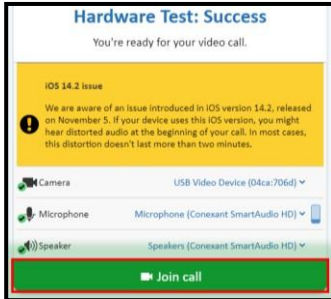 Hardware Test: Success
You're ready for your video call.
iOS 14.2 issue
We are aware of an issue introduced in iOS version 14.2, released
on November 5. If your device uses this iOS version, you might
hear distorted audio at the beginning of your call. In most cases,
this distortion doesn't last more than two minutes.
Camera USB Video Device (04ca:706d)
Microphone Microphone (Conexant SmartAudio HD)
Speaker Speakers (Conexant SmartAudio HD)
Join call